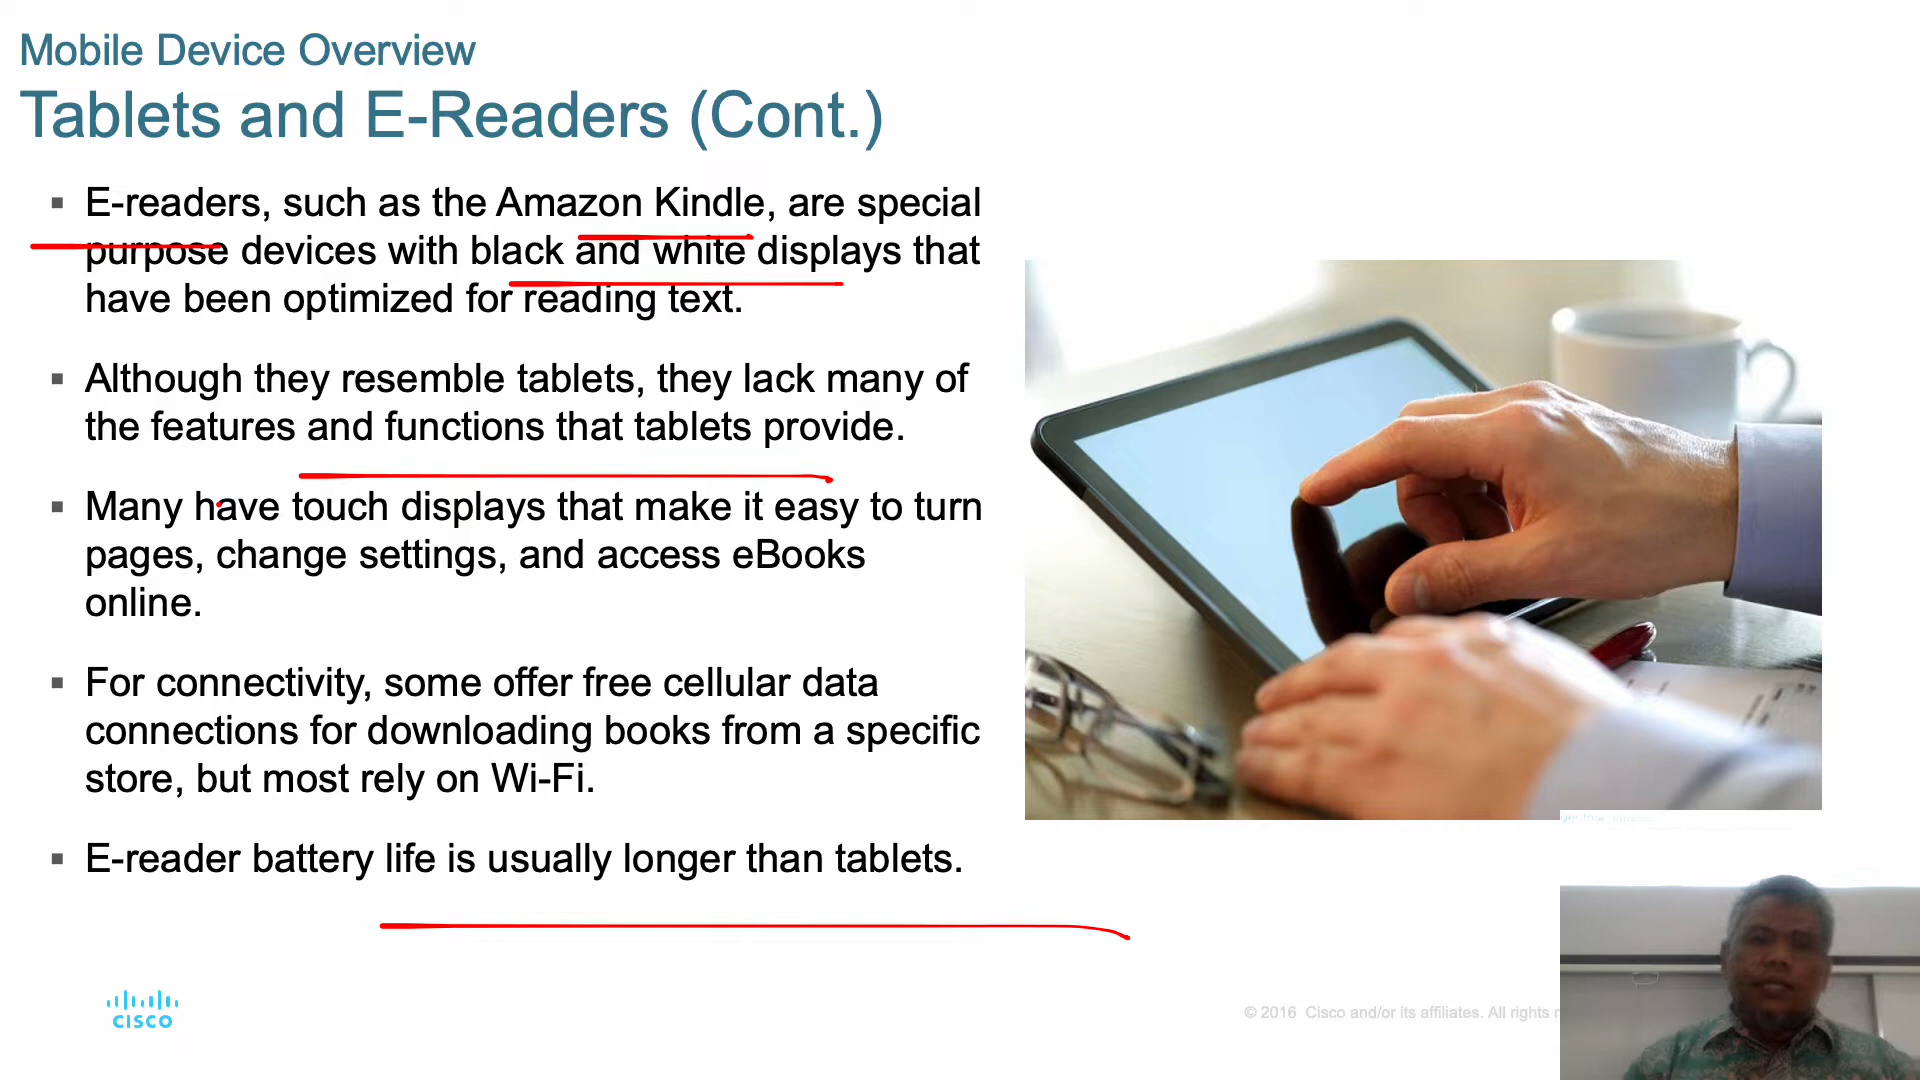 Mobile Device Overview
Tablets and E-Readers (Cont.)
▪ E-readers, such as the Amazon Kindle, are special
purpose devices with black and white displays that
have been optimized for reading text.
▪ Although they resemble tablets, they lack many of
the features and functions that tablets provide.
▪ Many have touch displays that make it easy to turn
pages, change settings, and access eBooks
online.
▪ For connectivity, some offer free cellular data
connections for downloading books from a specific
store, but most rely on Wi-Fi.
▪ E-reader battery life is usually longer than tablets.
CISCO
© 2016 Cisco and/or its affiliates. All rights